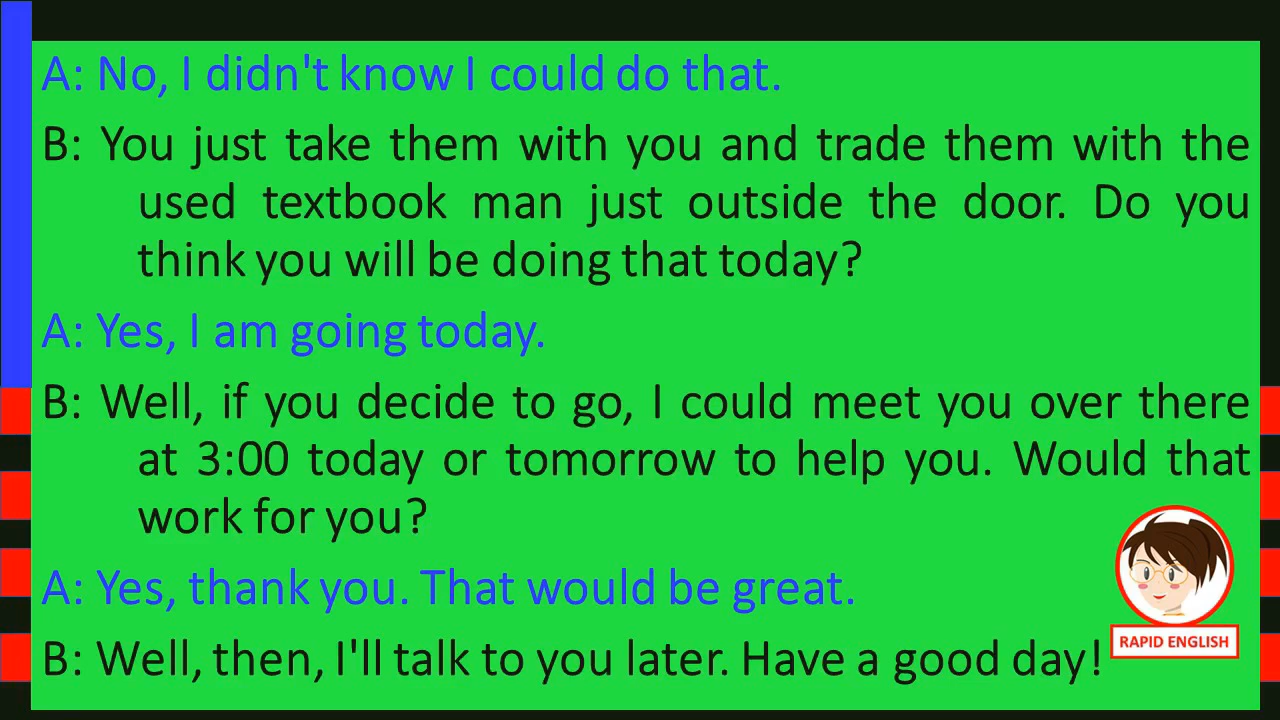 A: No, I didn't know I could do that.
B: You just take them with you and trade them with the
used textbook man just outside the door. Do you
think you will be doing that today?
A: Yes, I am going today.
B: Well, if you decide to go, I could meet you over there
at 3:00 today or tomorrow to help you. Would that
work for you?
A: Yes, thank you. That would be great.
B: Well, then, I'll talk to you later. Have a good day!
RAPID ENGLISH